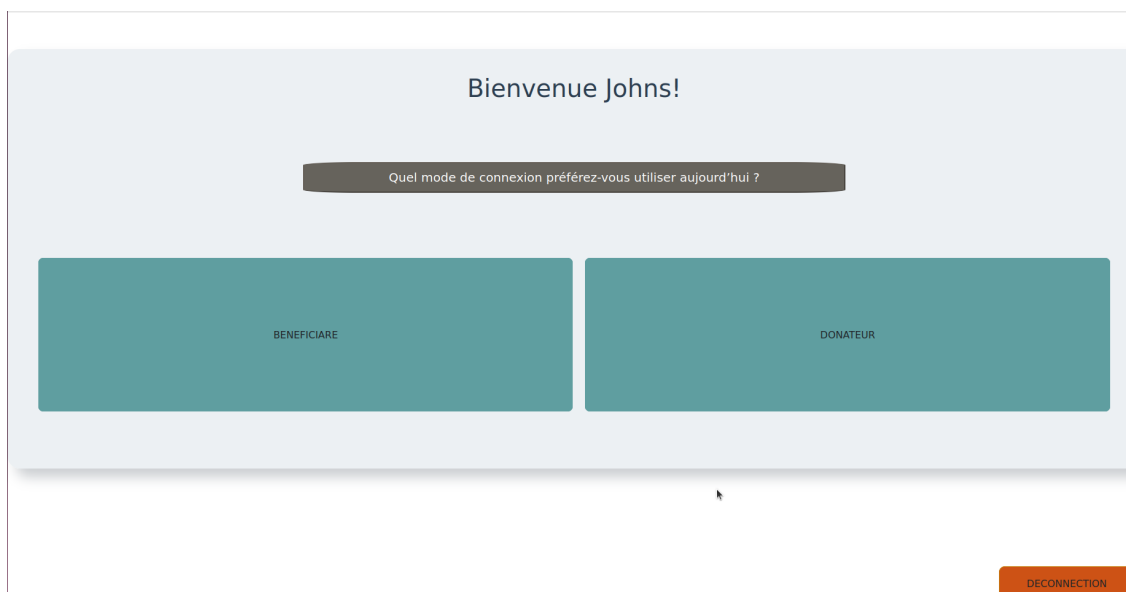 Bienvenue Johns!
Quel mode de connexion préférez-vous utiliser aujourd’hui ?
BENEFICIARE
DONATEUR
DECONNECTION